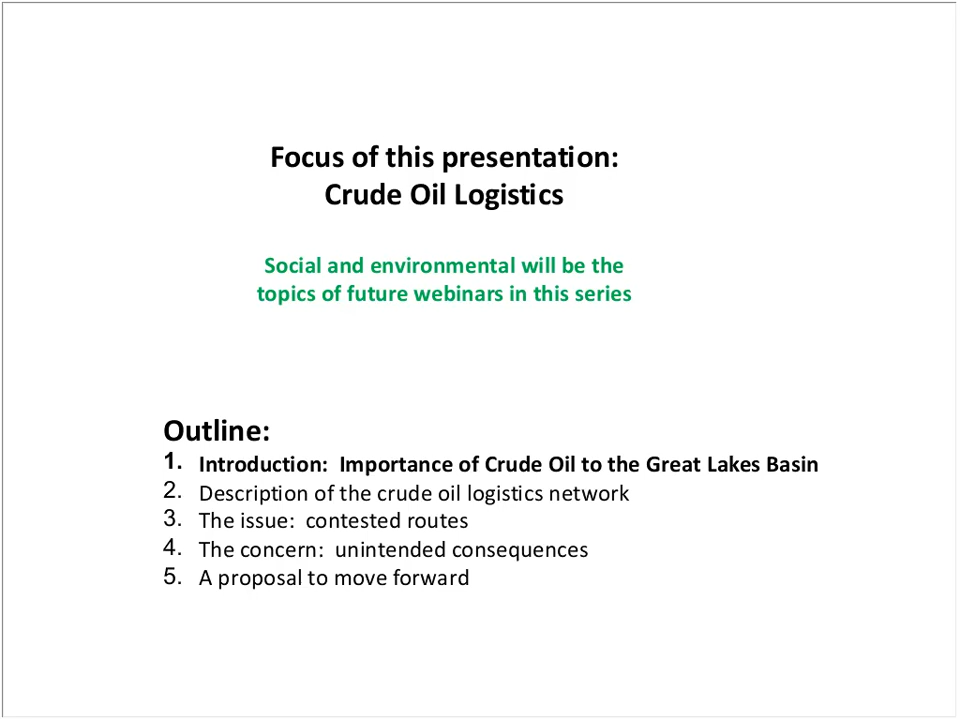 Focus of this presentation:
Crude Oil Logistics
Social and environmental will be the
topics of future webinars in this series
Outline:
1. Introduction:  Importance of Crude Oil to the Great Lakes Basin
2. Description of the crude oil logistics network
3. The issue:  contested routes
4. The concern:  unintended consequences
5. A proposal to move forward